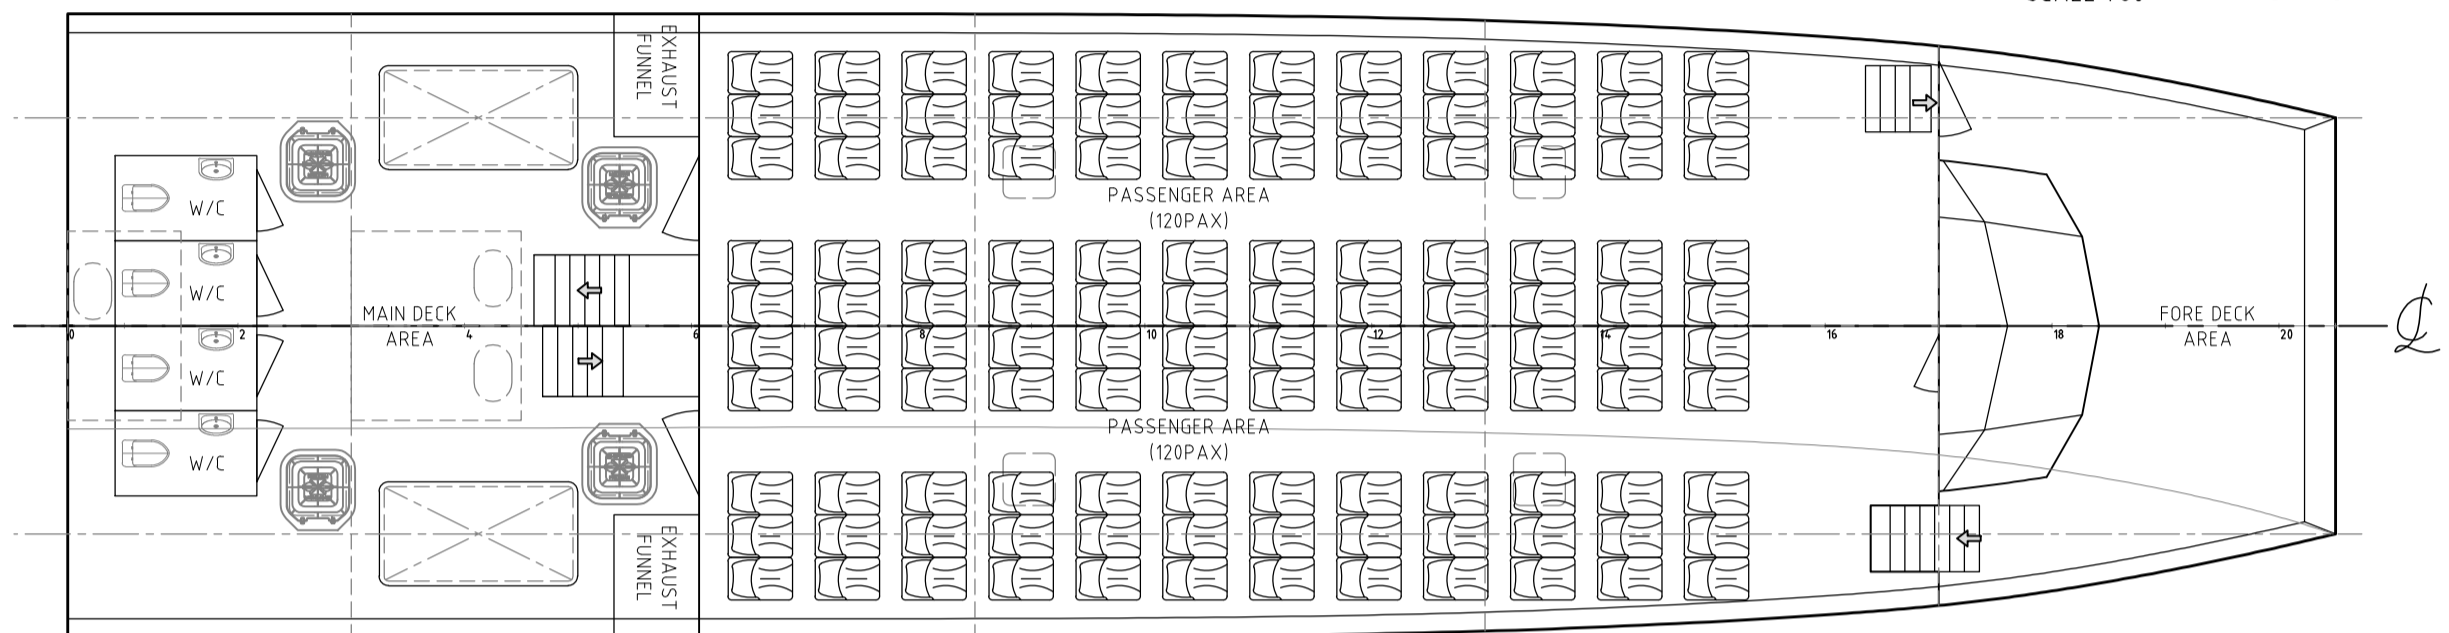 EXHAUST
FUNNEL
W/C
W/C
W/C
W/C
MAIN DECK
AREA
PASSENGER AREA
(120PAX)
PASSENGER AREA
(120PAX)
FORE DECK
AREA
0
2
4
6
8
10
12
14
16
18
20
EXHAUST
FUNNEL